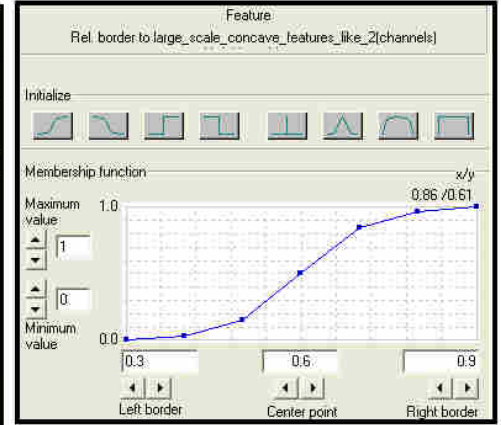 Feature
Rel. border to large_scale_concave_features_like_2(channels)
Initialize
Membership function
x/y
0.86 /0.61
Maximum
value
1.0
1
0
Minimum
value
0.0
0.3
0.6
0.9
Left border
Center point
Right border